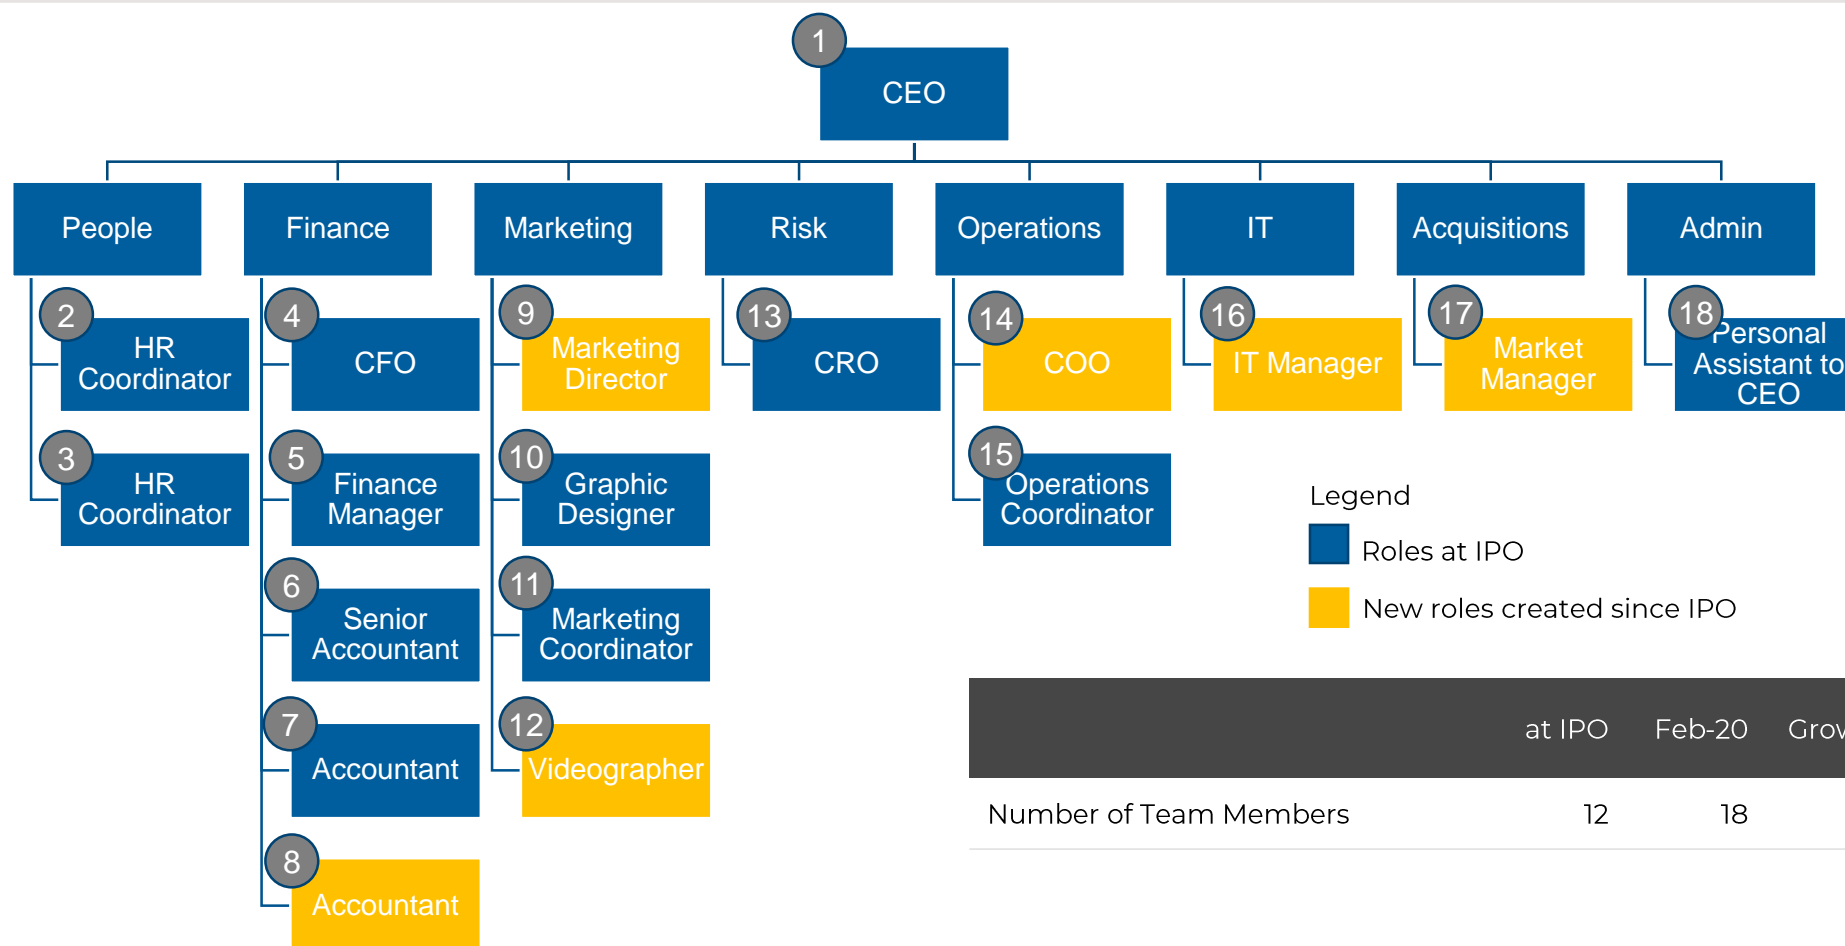 1
CEO
People
Finance
Marketing
Risk
Operations
IT
Acquisitions
Admin
2
HR
Coordinator
3
HR
Coordinator
4
CFO
5
Finance
Manager
6
Senior
Accountant
7
Accountant
8
Accountant
9
Marketing
Director
10
Graphic
Designer
11
Marketing
Coordinator
12
Videographer
13
CRO
14
COO
15
Operations
Coordinator
16
IT Manager
17
Market
Manager
18
Personal
Assistant to
CEO
Legend
Roles at IPO
New roles created since IPO
at IPO Feb-20
Number of Team Members 12 18